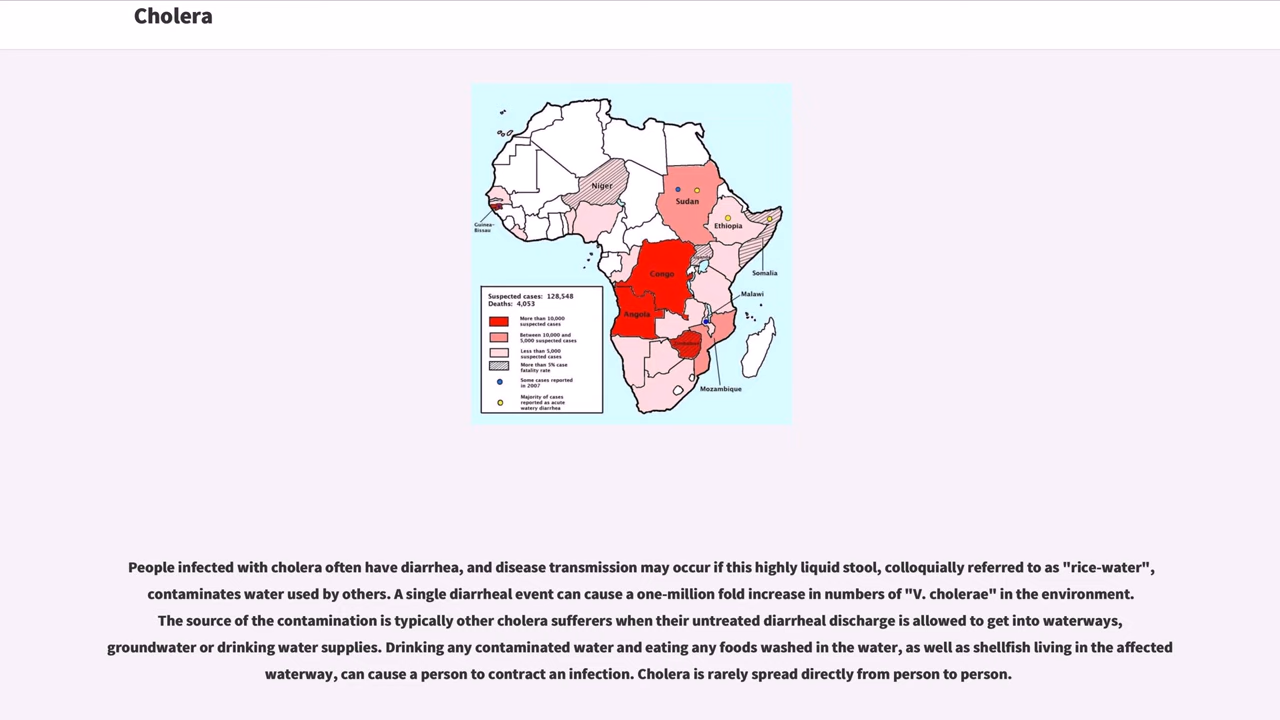 Cholera
Niger
Sudan
Guinea-
Bissau
Ethiopia
Congo
Somalia
Malawi
Angola
Zimbabwe
Mozambique
Suspected cases: 128,548
Deaths: 4,053
More than 10,000
suspected cases
Between 10,000 and
5,000 suspected cases
Less than 5,000
suspected cases
More than 5% case
fatality rate
Some cases reported
in 2007
Majority of cases
reported as acute
watery diarrhea
People infected with cholera often have diarrhea, and disease transmission may occur if this highly liquid stool, colloquially referred to as "rice-water",
contaminates water used by others. A single diarrheal event can cause a one-million fold increase in numbers of "V. cholerae" in the environment.
The source of the contamination is typically other cholera sufferers when their untreated diarrheal discharge is allowed to get into waterways,
groundwater or drinking water supplies. Drinking any contaminated water and eating any foods washed in the water, as well as shellfish living in the affected
waterway, can cause a person to contract an infection. Cholera is rarely spread directly from person to person.